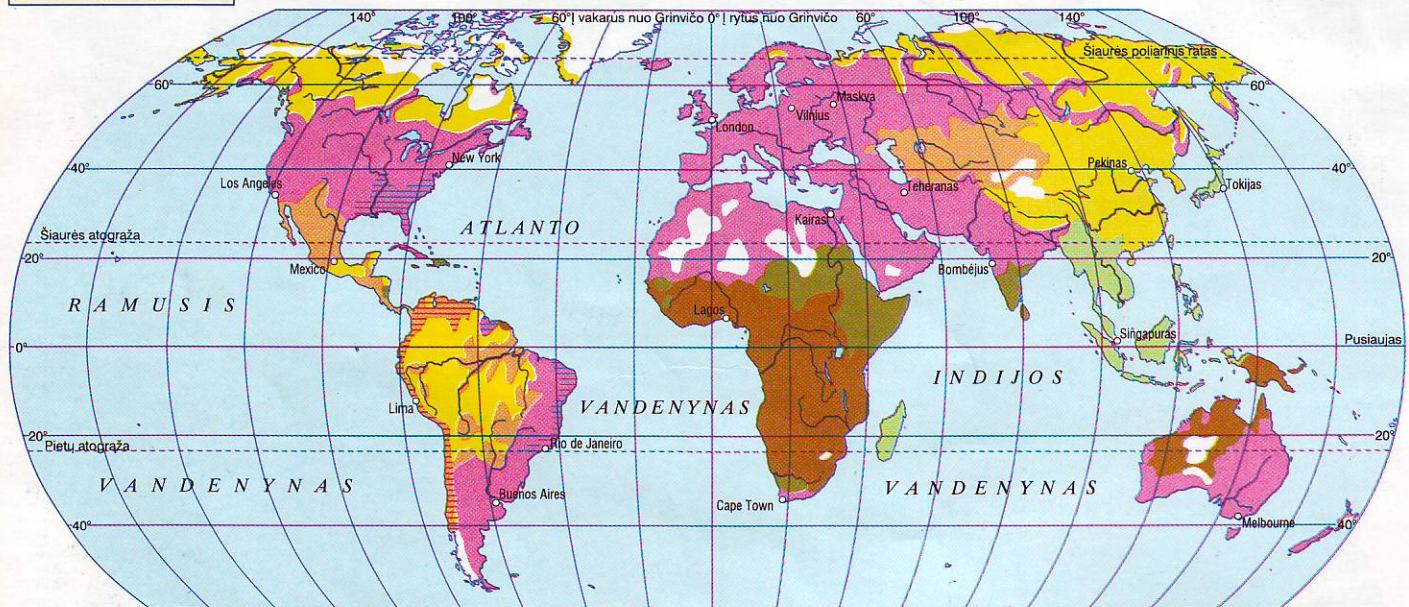 140° 100° 60° Į vakarus nuo Grinvičo 0° Į rytus nuo Grinvičo 60° 100° 140°
Šiaurės poliarinis ratas
60° 60°
Maskva
Vilnius
London
New York
40° Pekinas 40°
Los Angeles Teheranas Tokijas
Kairas
ATLANTO
Šiaurės atogrąža
20° Mexico Bombėjus 20°
RAMUSIS
Lagos
Singapūras
0° Pusiaujas
INDIJOS
Lima VANDENYNAS
20° 20°
Pietų atogrąža Rio de Janeiro
VANDENYNAS VANDENYNAS
Buenos Aires
Cape Town
40° Melbourne 40°